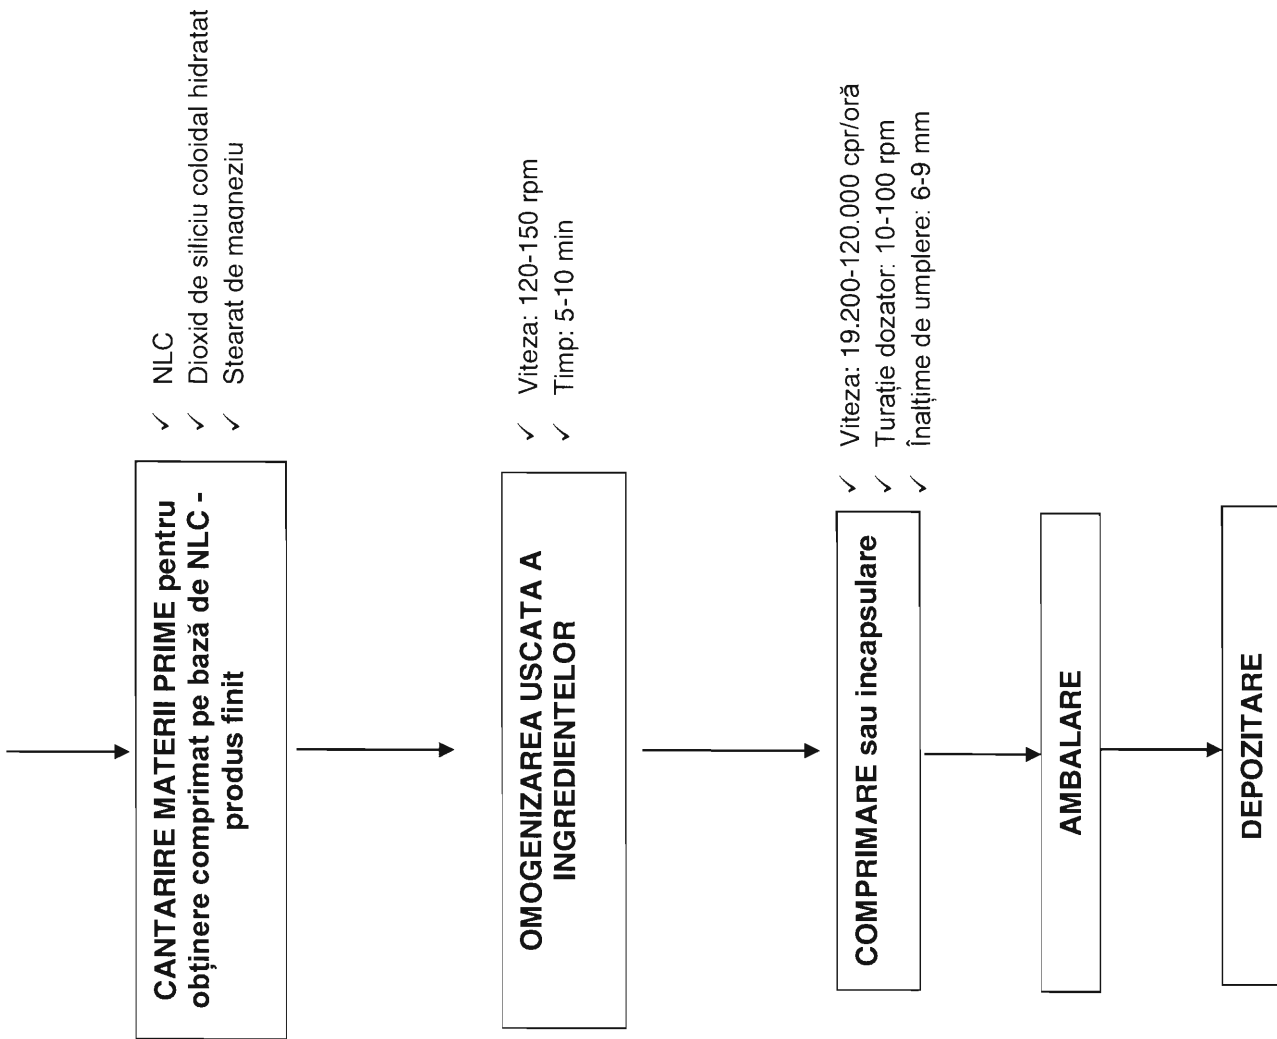 CANTARIRE MATERII PRIME pentru
obținere comprimat pe bază de NLC -
produs finit
✓ NLC
✓ Dioxid de siliciu coloidal hidratat
✓ Stearat de magneziu
OMOGENIZAREA USCATA A
INGREDIENTELOR
✓ Viteza: 120-150 rpm
✓ Timp: 5-10 min
COMPRIMARE sau incapsulare
✓ Viteza: 19.200-120.000 cpr/oră
✓ Turație dozator: 10-100 rpm
✓ Înalțime de umplere: 6-9 mm
AMBALARE
DEPOZITARE